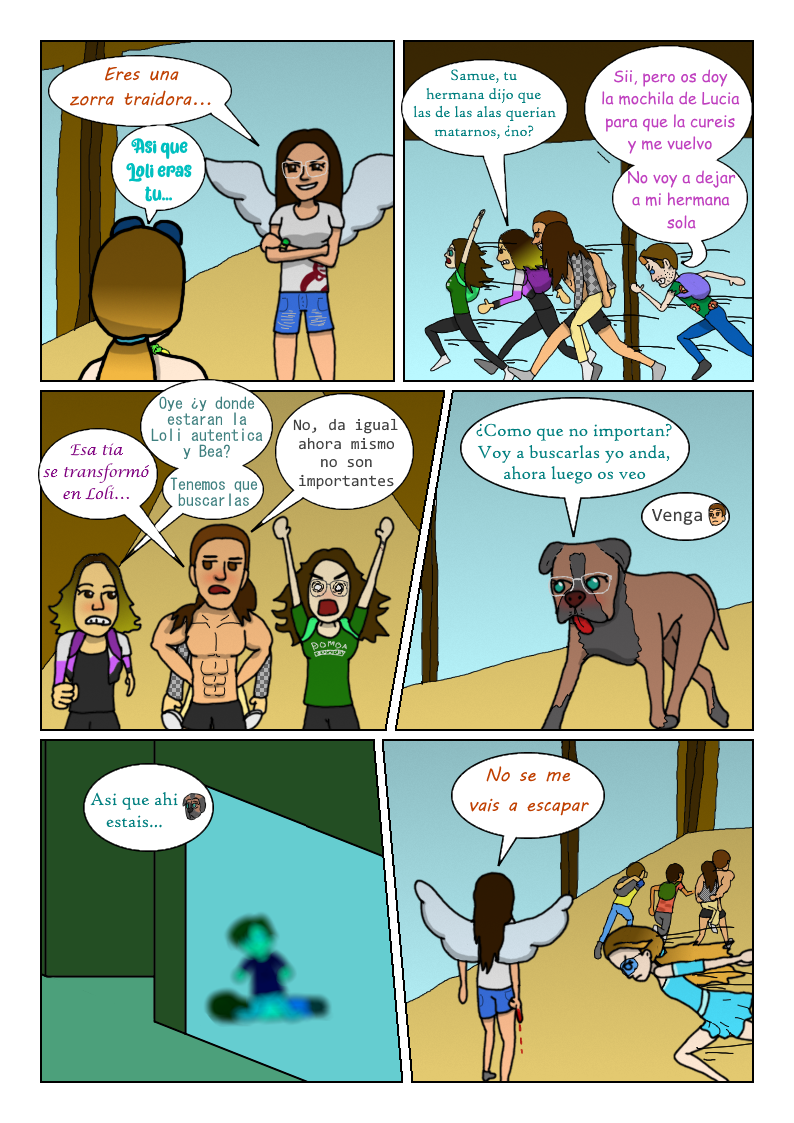 Eres una
zorra traidora...
Asi que
Loli eras
tu...
Samue, tu
hermana dijo que
las de las alas querian
matarnos, ¿no?
Sii, pero os doy
la mochila de Lucia
para que la cureis
y me vuelvo
No voy a dejar
a mi hermana
sola
Esa tía
se transformó
en Loli...
Oye ¿y donde
estaran la
Loli autentica
y Bea?
Tenemos que
buscarlas
No, da igual
ahora mismo
no son
importantes
¿Como que no importan?
Voy a buscarlas yo anda,
ahora luego os veo
Venga
Asi que ahi
estais...
No se me
vais a escapar